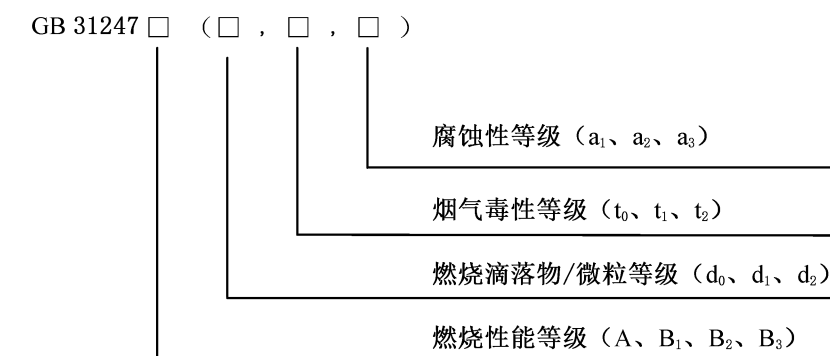 GB 31247 □ （□，□，□）
腐蚀性等级（a₁、a₂、a₃）
烟气毒性等级（t₀、t₁、t₂）
燃烧滴落物/微粒等级（d₀、d₁、d₂）
燃烧性能等级（A、B₁、B₂、B₃）